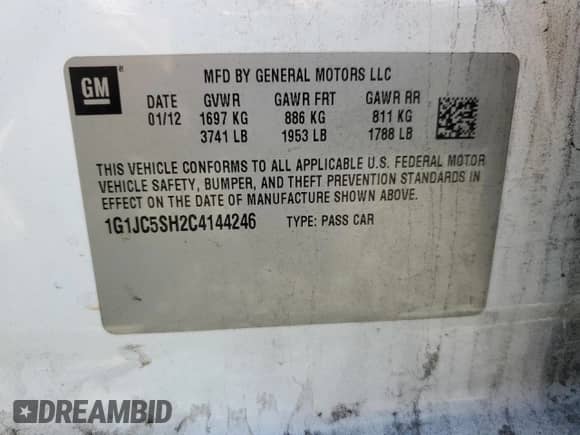 GM
MFD BY GENERAL MOTORS LLC
DATE GVWR GAWR FRT GAWR RR
01/12 1697 KG 886 KG 811 KG
3741 LB 1953 LB 1788 LB
THIS VEHICLE CONFORMS TO ALL APPLICABLE U.S. FEDERAL MOTOR
VEHICLE SAFETY, BUMPER, AND THEFT PREVENTION STANDARDS IN
EFFECT ON THE DATE OF MANUFACTURE SHOWN ABOVE.
1G1JC5SH2C4144246 TYPE: PASS CAR
DREAMBID